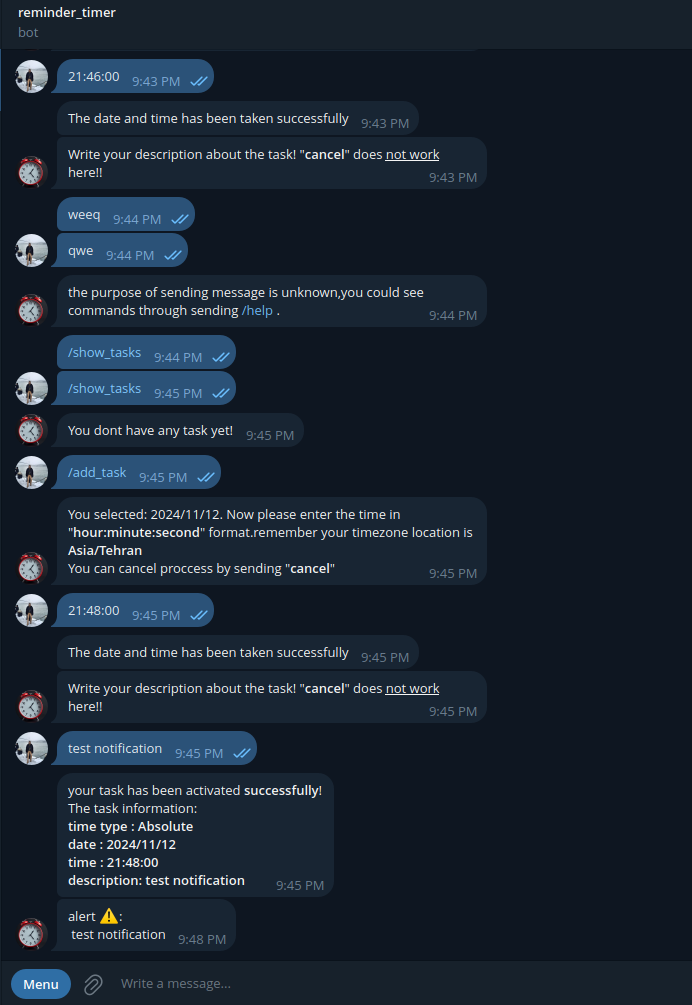 reminder_timer
bot
21:46:00 9:43 PM
The date and time has been taken successfully 9:43 PM
Write your description about the task! "cancel" does not work
here!! 9:43 PM
weeq 9:44 PM
qwe 9:44 PM
the purpose of sending message is unknown,you could see
commands through sending /help . 9:44 PM
/show_tasks 9:44 PM
/show_tasks 9:45 PM
You dont have any task yet! 9:45 PM
/add_task 9:45 PM
You selected: 2024/11/12. Now please enter the time in
"hour:minute:second" format.remember your timezone location is
Asia/Tehran
You can cancel proccess by sending "cancel" 9:45 PM
21:48:00 9:45 PM
The date and time has been taken successfully 9:45 PM
Write your description about the task! "cancel" does not work
here!! 9:45 PM
test notification 9:45 PM
your task has been activated successfully!
The task information:
time type : Absolute
date : 2024/11/12
time : 21:48:00
description: test notification 9:45 PM
alert ⚠️:
test notification 9:48 PM
Menu Write a message...